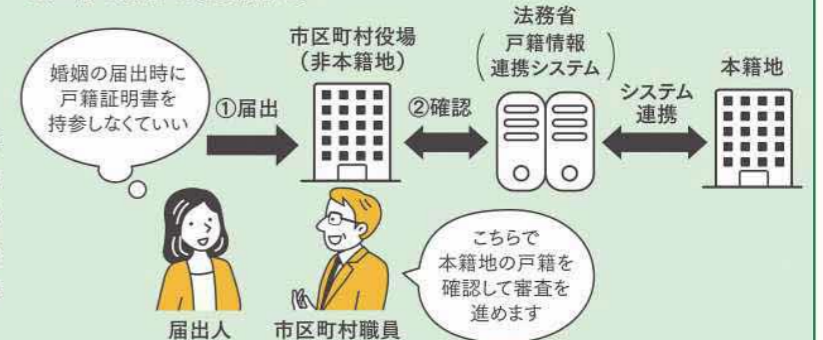 婚姻の届出時に
戸籍証明書を
持参しなくていい
①届出
市区町村役場
（非本籍地）
②確認
法務省
（戸籍情報
連携システム）
システム
連携
本籍地
こちらで
本籍地の戸籍を
確認して審査を
進めます
届出人
市区町村職員